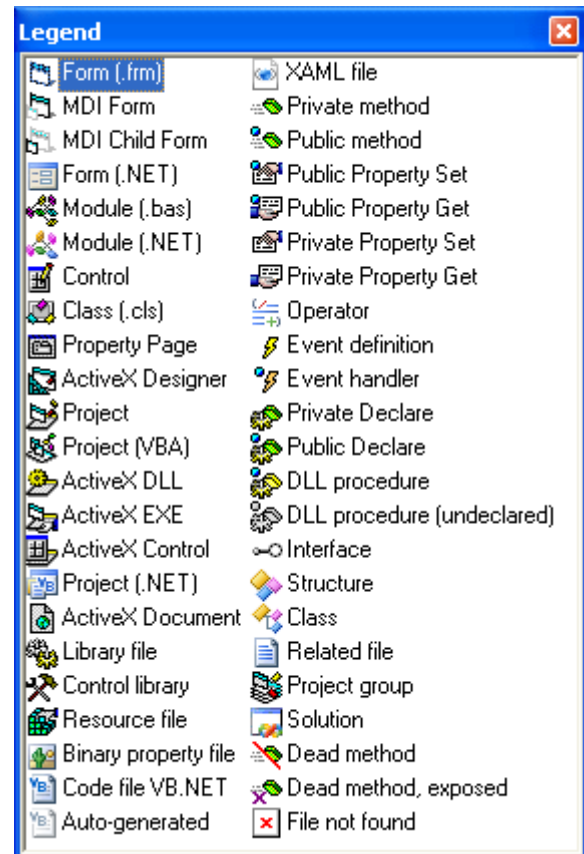 Legend
Form (.frm)
MDI Form
MDI Child Form
Form (.NET)
Module (.bas)
Module (.NET)
Control
Class (.cls)
Property Page
ActiveX Designer
Project
Project (VBA)
ActiveX DLL
ActiveX EXE
ActiveX Control
Project (.NET)
ActiveX Document
Library file
Control library
Resource file
Binary property file
Code file VB.NET
Auto-generated
XAML file
Private method
Public method
Public Property Set
Public Property Get
Private Property Set
Private Property Get
Operator
Event definition
Event handler
Private Declare
Public Declare
DLL procedure
DLL procedure (undeclared)
Interface
Structure
Class
Related file
Project group
Solution
Dead method
Dead method, exposed
File not found